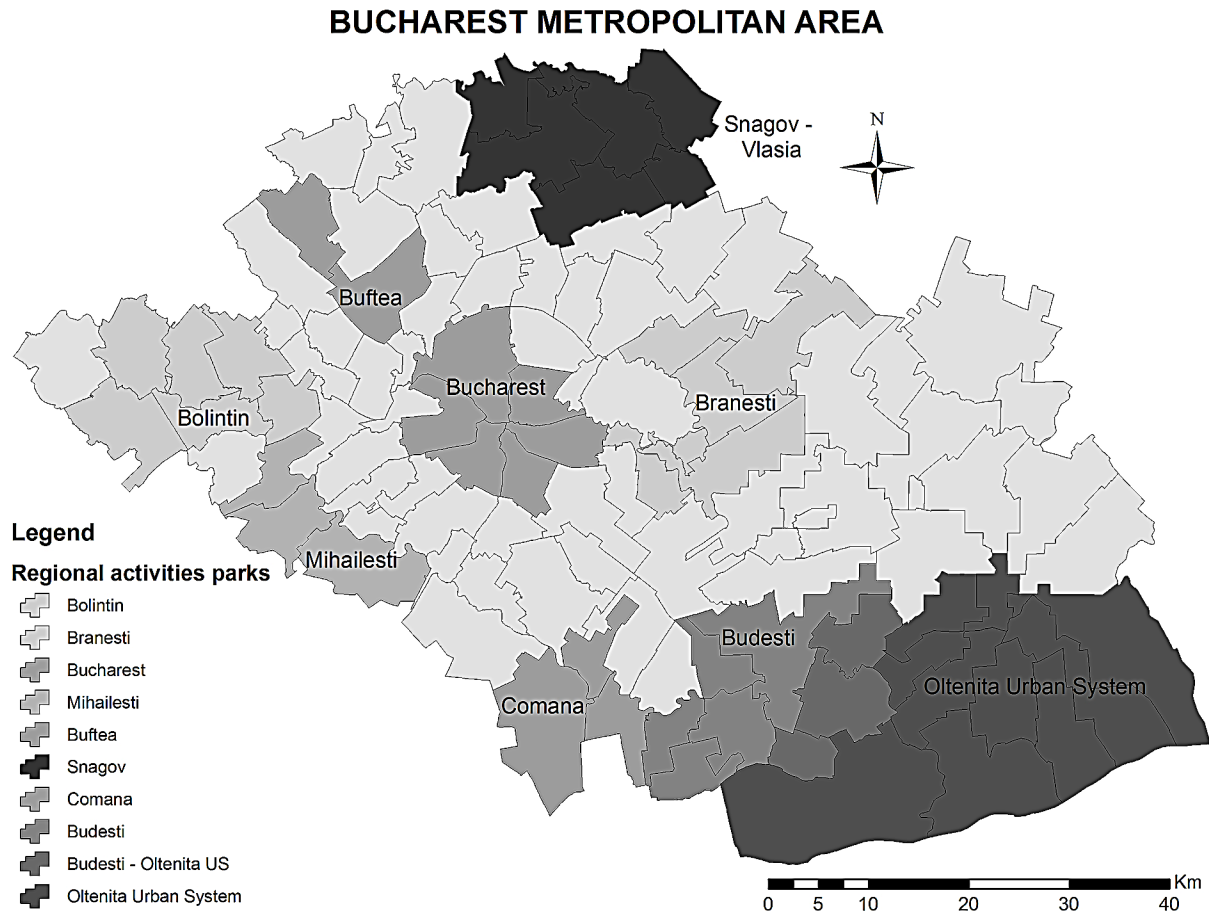 BUCHAREST METROPOLITAN AREA
Snagov -
Vlasia
N
Buftea
Bucharest
Branesti
Bolintin
Mihailesti
Budesti
Oltenita Urban System
Comana
Legend
Regional activities parks
Bolintin
Branesti
Bucharest
Mihailesti
Buftea
Snagov
Comana
Budesti
Budesti - Oltenita US
Oltenita Urban System
Km
0 5 10 20 30 40